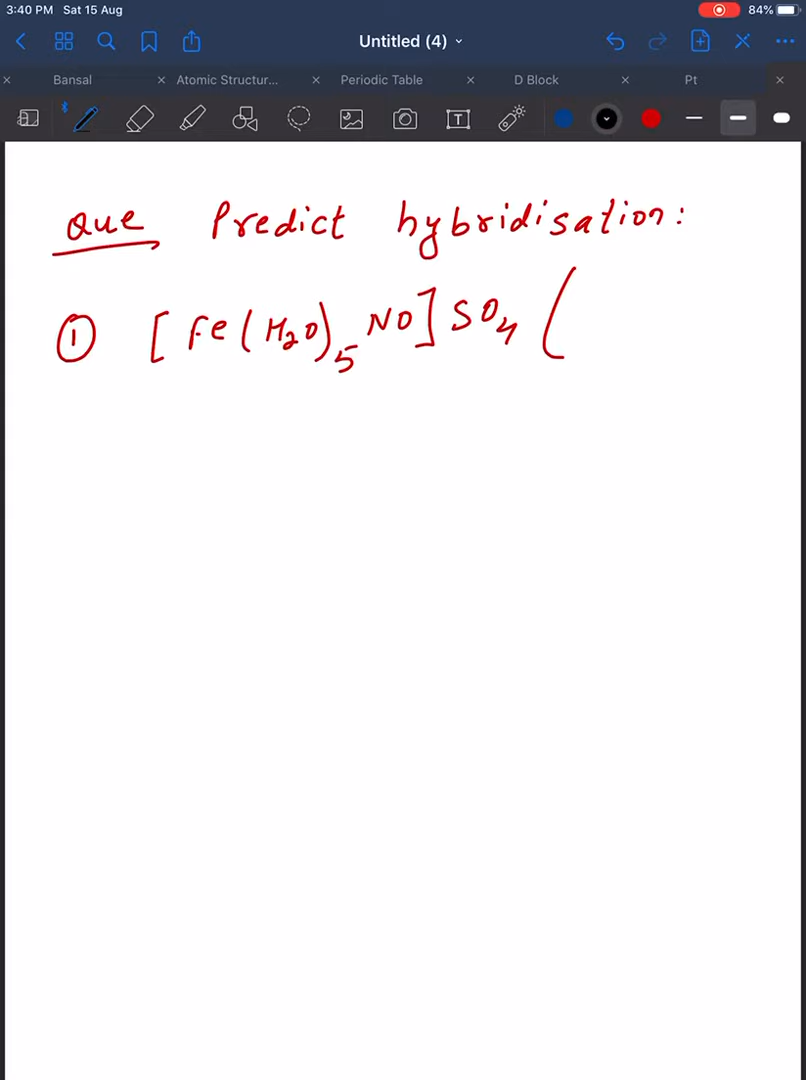 3:40 PM Sat 15 Aug 84%
Untitled (4)
Bansal Atomic Structur... Periodic Table D Block Pt
T
Que Predict hybridisation:
① [Fe(H₂O)₅NO]SO₄ (